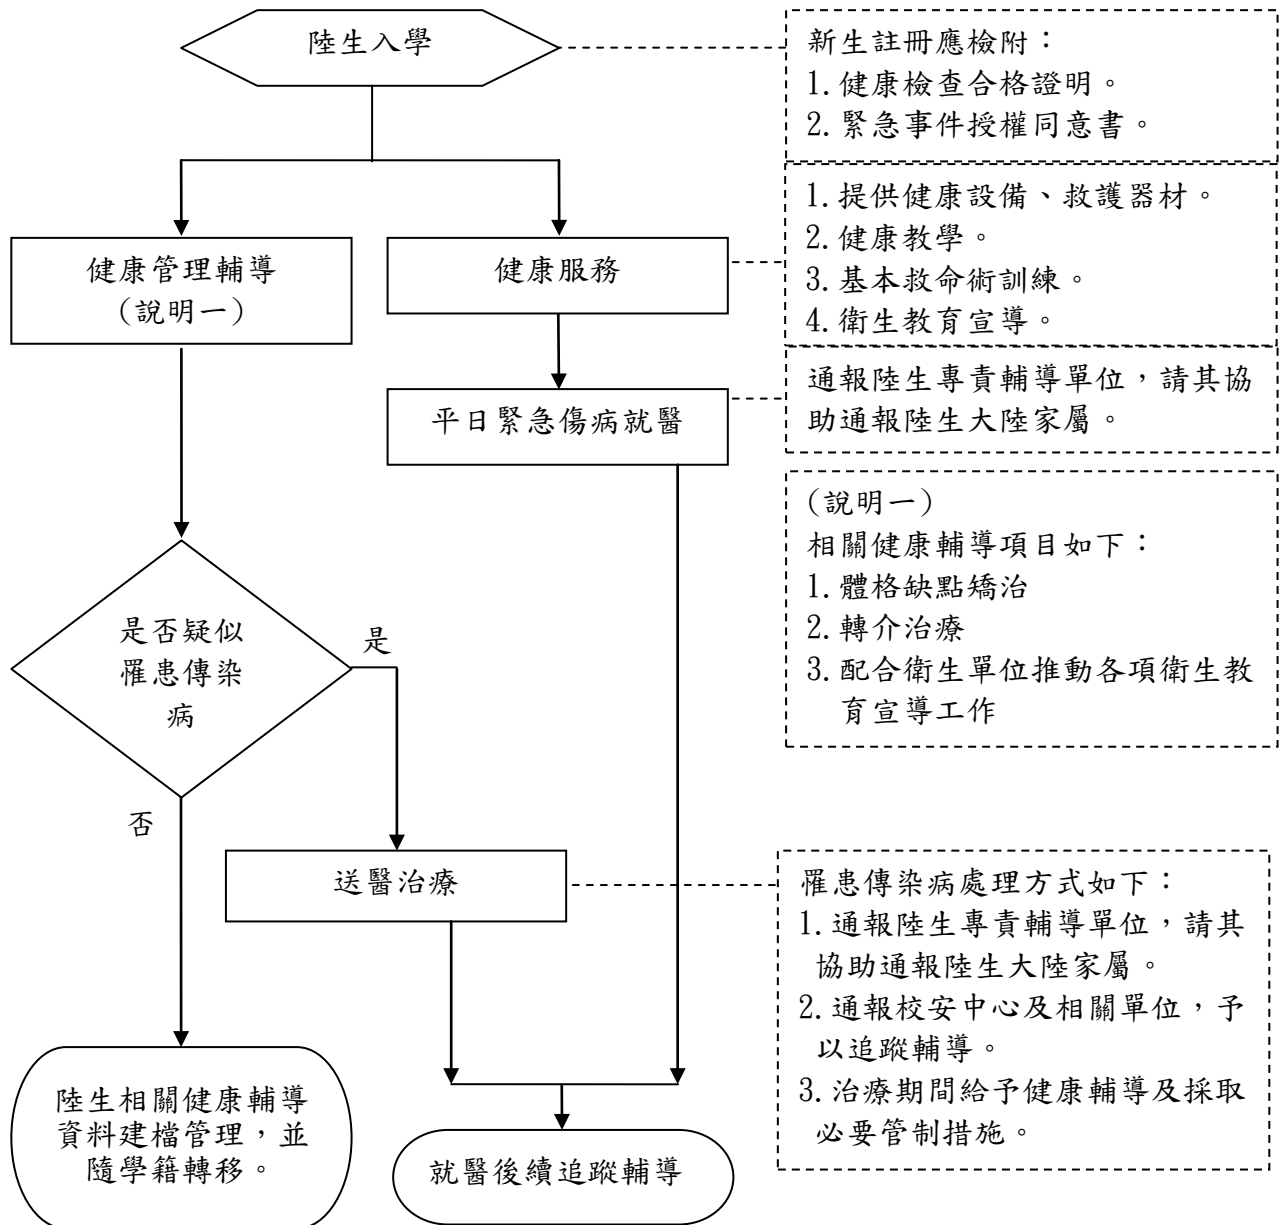 陸生入學
新生註冊應檢附：
1.健康檢查合格證明。
2.緊急事件授權同意書。
健康管理輔導
(說明一)
健康服務
1.提供健康設備、救護器材。
2.健康教學。
3.基本救命術訓練。
4.衛生教育宣導。
平日緊急傷病就醫
通報陸生專責輔導單位，請其協
助通報陸生大陸家屬。
(說明一)
相關健康輔導項目如下：
1.體格缺點矯治
2.轉介治療
3.配合衛生單位推動各項衛生教
育宣導工作
是否疑似
罹患傳染
病
是
否
送醫治療
罹患傳染病處理方式如下：
1.通報陸生專責輔導單位，請其
協助通報陸生大陸家屬。
2.通報校安中心及相關單位，予
以追蹤輔導。
3.治療期間給予健康輔導及採取
必要管制措施。
陸生相關健康輔導
資料建檔管理，並
隨學籍轉移。
就醫後續追蹤輔導